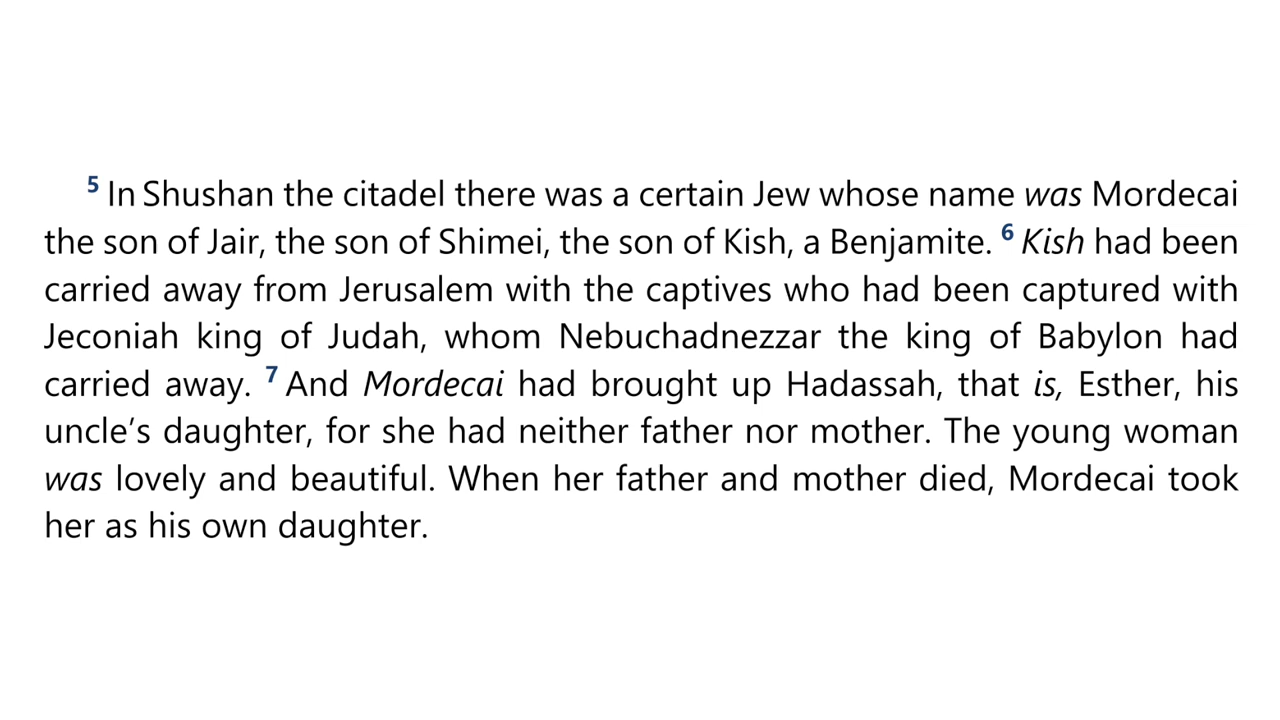 5 In Shushan the citadel there was a certain Jew whose name was Mordecai
the son of Jair, the son of Shimei, the son of Kish, a Benjamite. 6 Kish had been
carried away from Jerusalem with the captives who had been captured with
Jeconiah king of Judah, whom Nebuchadnezzar the king of Babylon had
carried away. 7 And Mordecai had brought up Hadassah, that is, Esther, his
uncle’s daughter, for she had neither father nor mother. The young woman
was lovely and beautiful. When her father and mother died, Mordecai took
her as his own daughter.